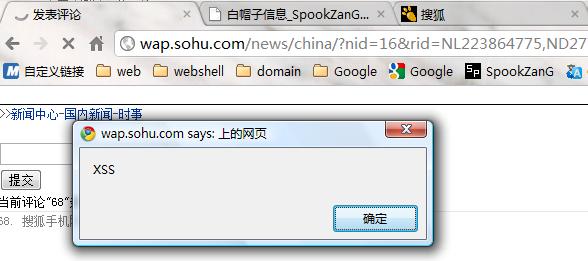 发表评论 白帽子信息_SpookZanG... 搜狐
wap.sohu.com/news/china/?nid=16&rid=NL223864775,ND27
自定义链接 web webshell domain Google Google SpookZanG
>>新闻中心-国内新闻-时事
wap.sohu.com says: 上的网页
XSS
提交
确定
当前评论"68"
68. 搜狐手机